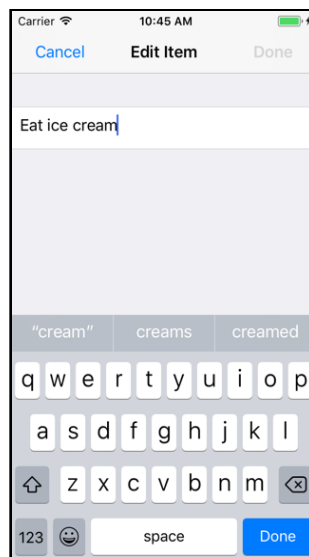 Carrier 10:45 AM
Cancel Edit Item Done
Eat ice cream
“cream” creams creamed
q w e r t y u i o p
a s d f g h j k l
z x c v b n m
123 space Done